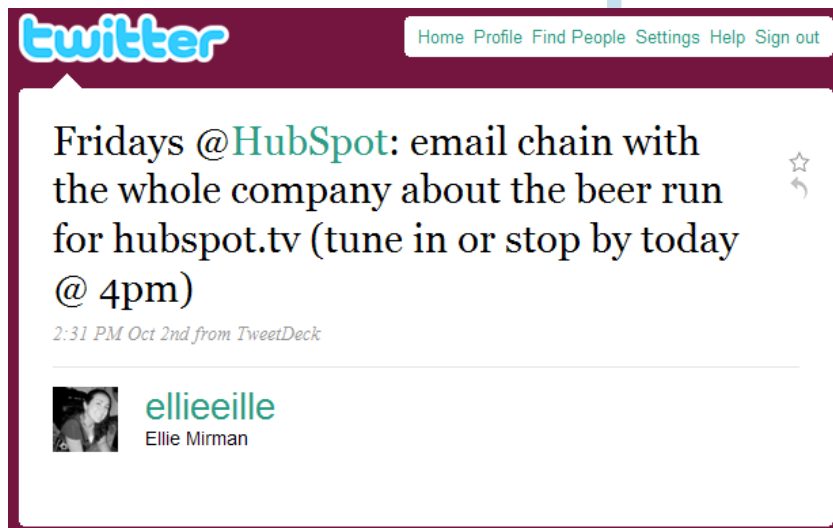 twitter
Home Profile Find People Settings Help Sign out
Fridays @HubSpot: email chain with
the whole company about the beer run
for hubspot.tv (tune in or stop by today
@ 4pm)
2:31 PM Oct 2nd from TweetDeck
ellieeille
Ellie Mirman